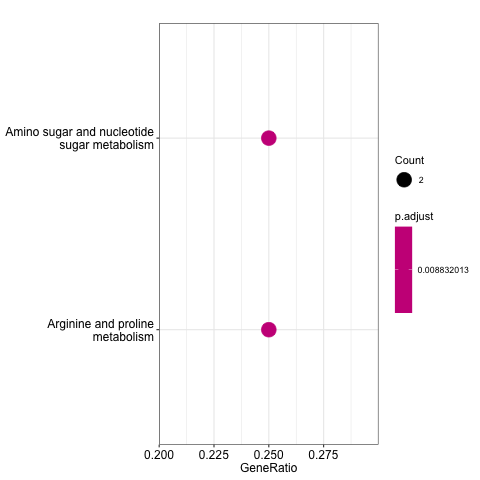 Amino sugar and nucleotide
sugar metabolism
Arginine and proline
metabolism
0.200 0.225 0.250 0.275
GeneRatio
Count
2
p.adjust
0.008832013